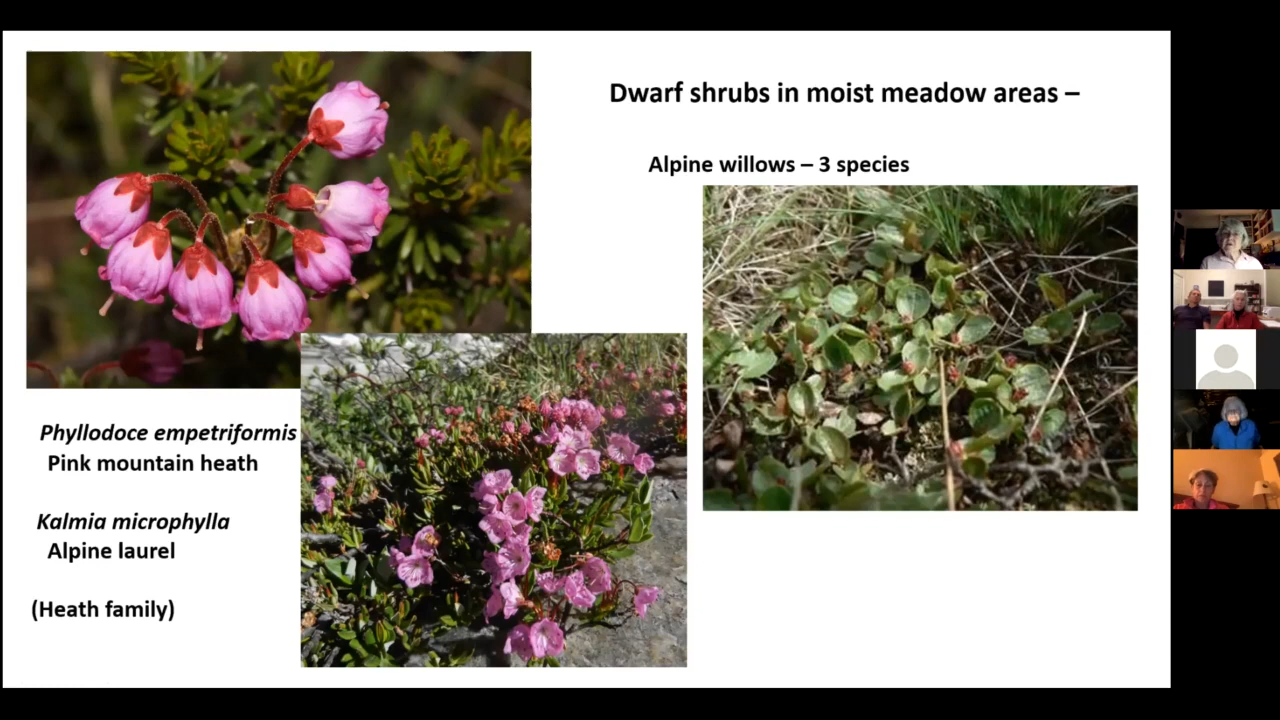 Dwarf shrubs in moist meadow areas –
Alpine willows – 3 species
Phyllodoce empetriformis
Pink mountain heath
Kalmia microphylla
Alpine laurel
(Heath family)